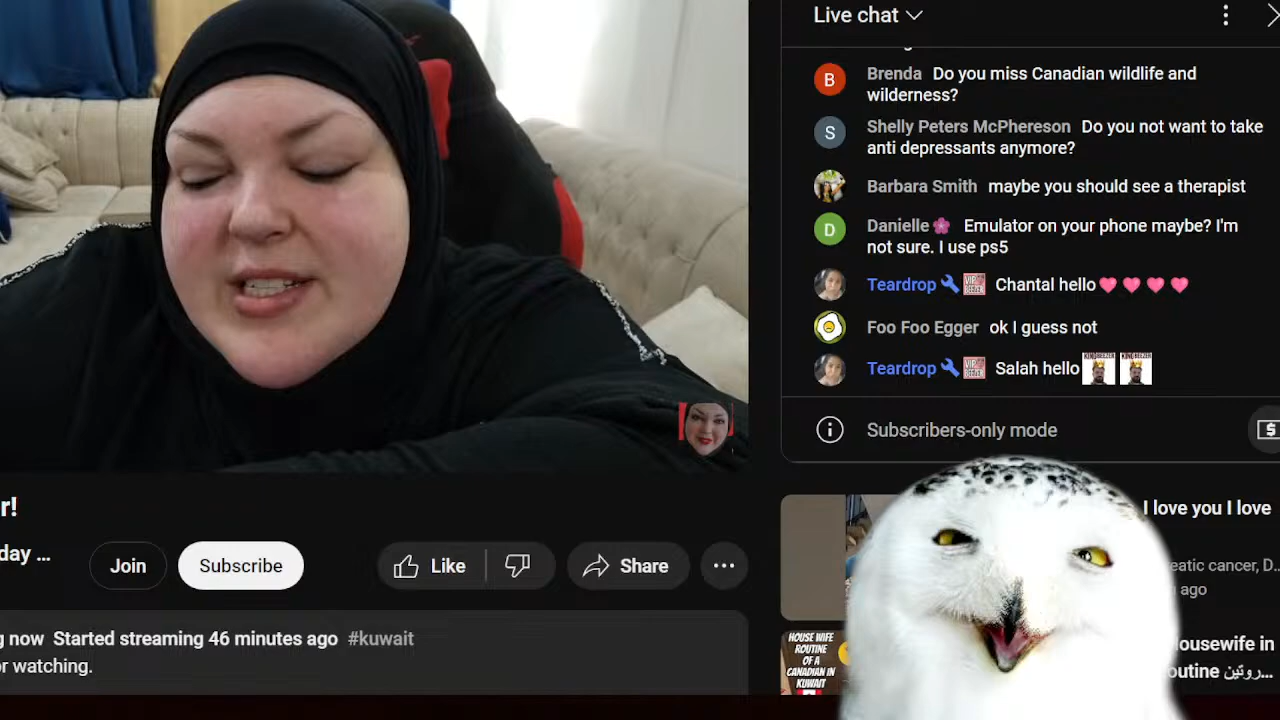 Live chat
B Brenda Do you miss Canadian wildlife and
wilderness?
S Shelly Peters McPhereson Do you not want to take
anti depressants anymore?
Barbara Smith maybe you should see a therapist
D Danielle Emulator on your phone maybe? I'm
not sure. I use ps5
Teardrop Chantal hello
Foo Foo Egger ok I guess not
Teardrop Salah hello
Subscribers-only mode
r!
day ...
Join
Subscribe
Like
Share
g now Started streaming 46 minutes ago #kuwait
or watching.
I love you I love
eatic cancer, D...
ago
HOUSE WIFE
ROUTINE
OF A
CANADIAN IN
KUWAIT
ousewife in
outine روتين...